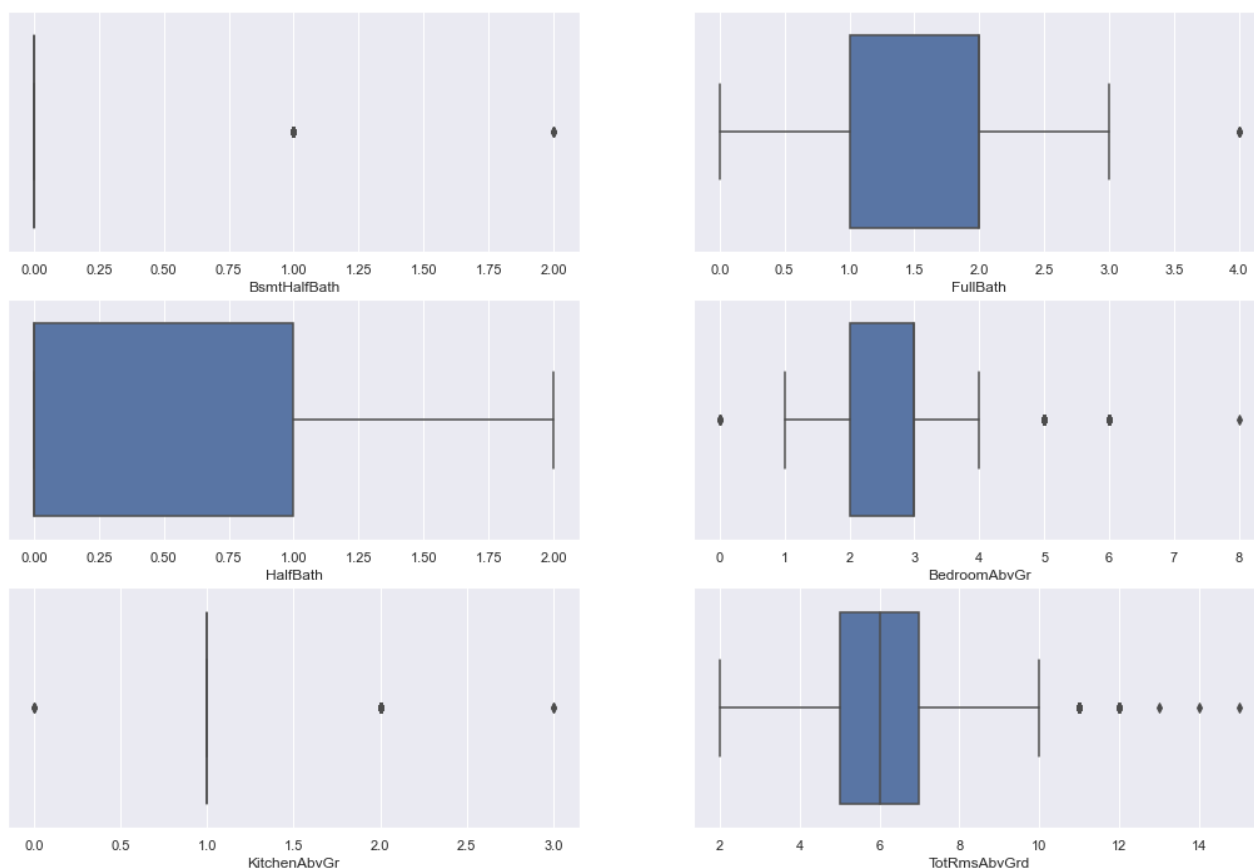 0.00 0.25 0.50 0.75 1.00 1.25 1.50 1.75 2.00
BsmtHalfBath
0.0 0.5 1.0 1.5 2.0 2.5 3.0 3.5 4.0
FullBath
0.00 0.25 0.50 0.75 1.00 1.25 1.50 1.75 2.00
HalfBath
0 1 2 3 4 5 6 7 8
BedroomAbvGr
0.0 0.5 1.0 1.5 2.0 2.5 3.0
KitchenAbvGr
2 4 6 8 10 12 14
TotRmsAbvGrd